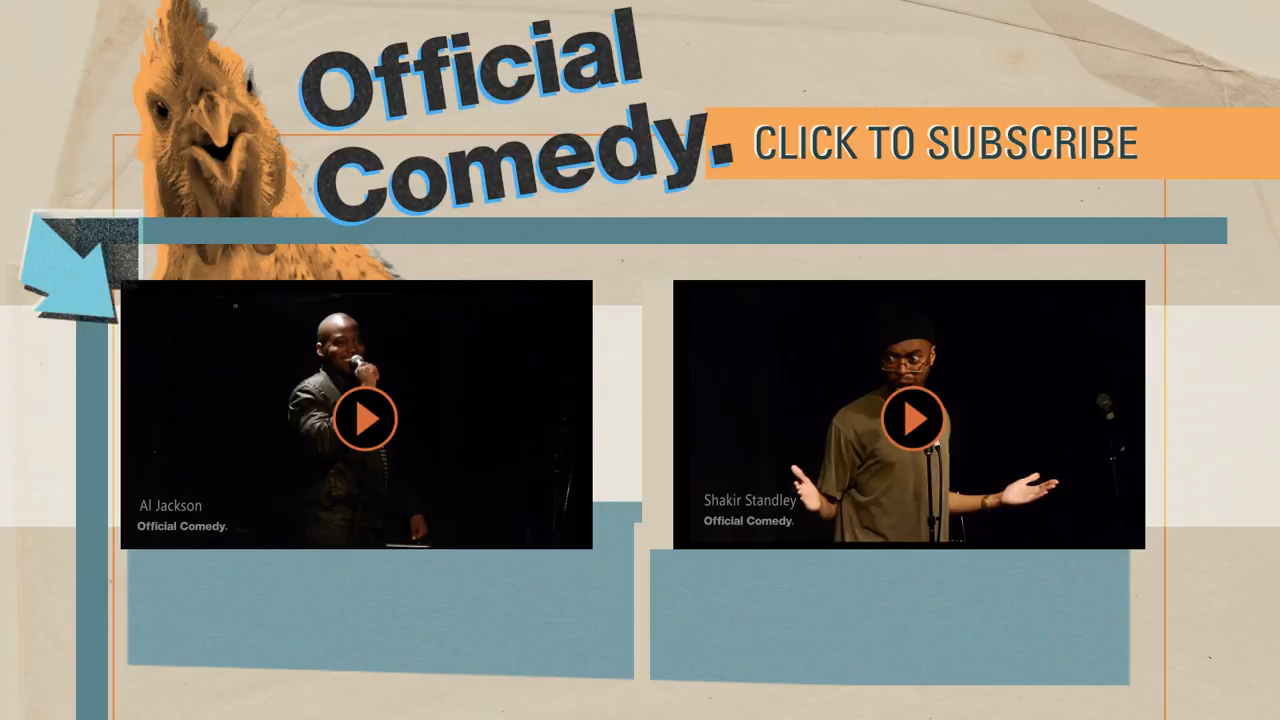 Official
Comedy.
CLICK TO SUBSCRIBE
Al Jackson
Official Comedy.
Shakir Standley
Official Comedy.